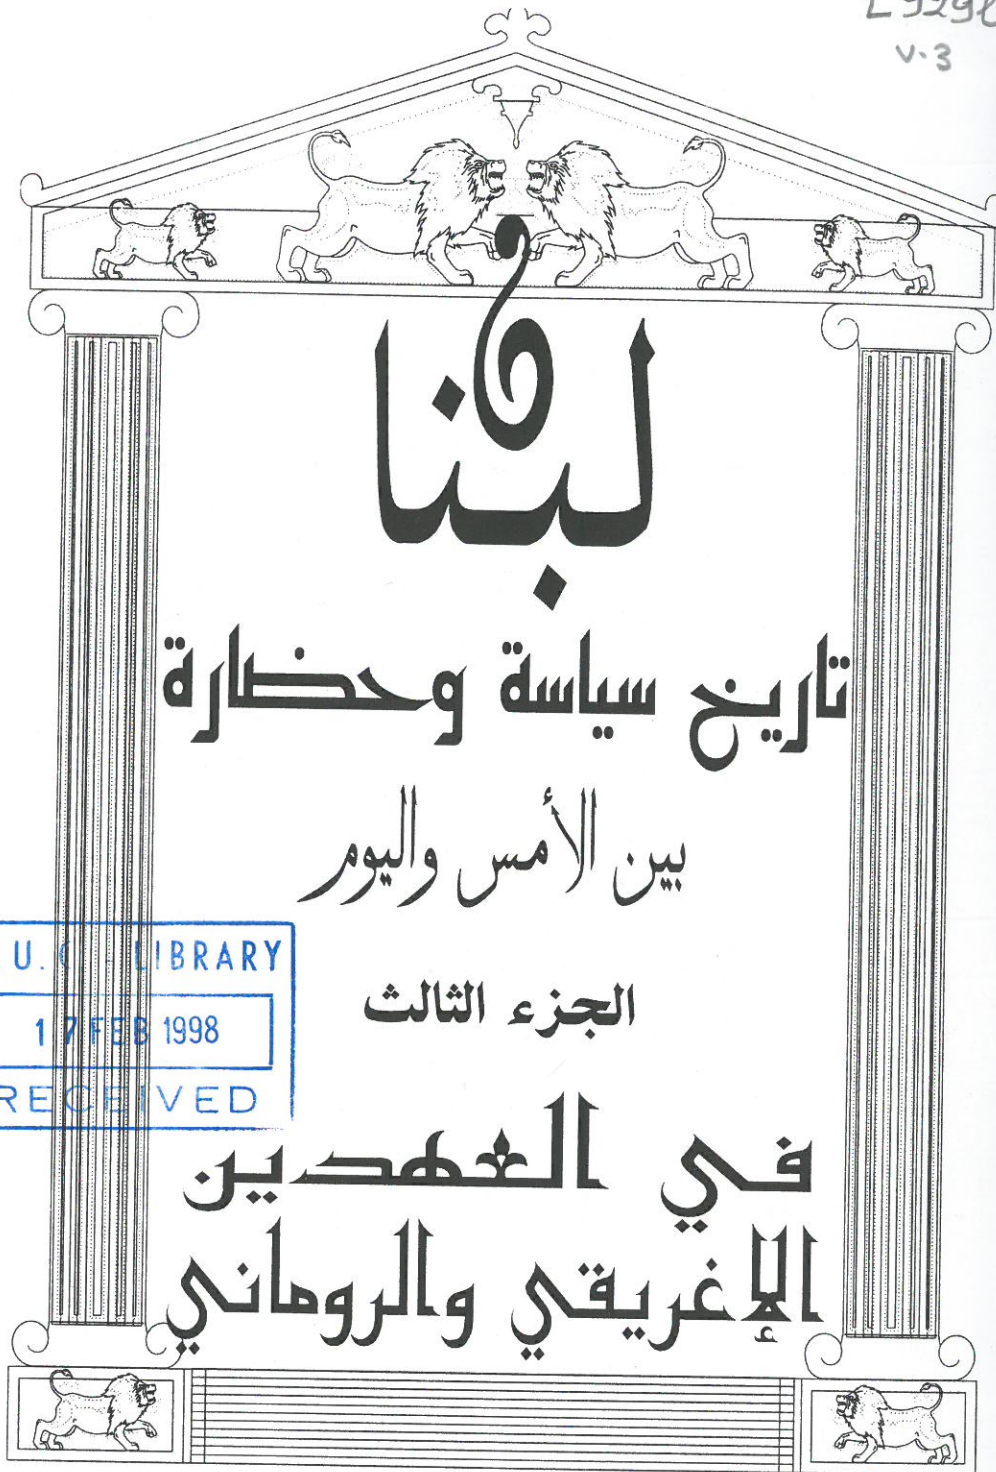 v.3
لبنان
تاريخ سياسة وحضارة
بين الأمس واليوم
الجزء الثالث
U. LIBRARY
17 FEB 1998
RECEIVED
في العهدين
الإغريقي والروماني